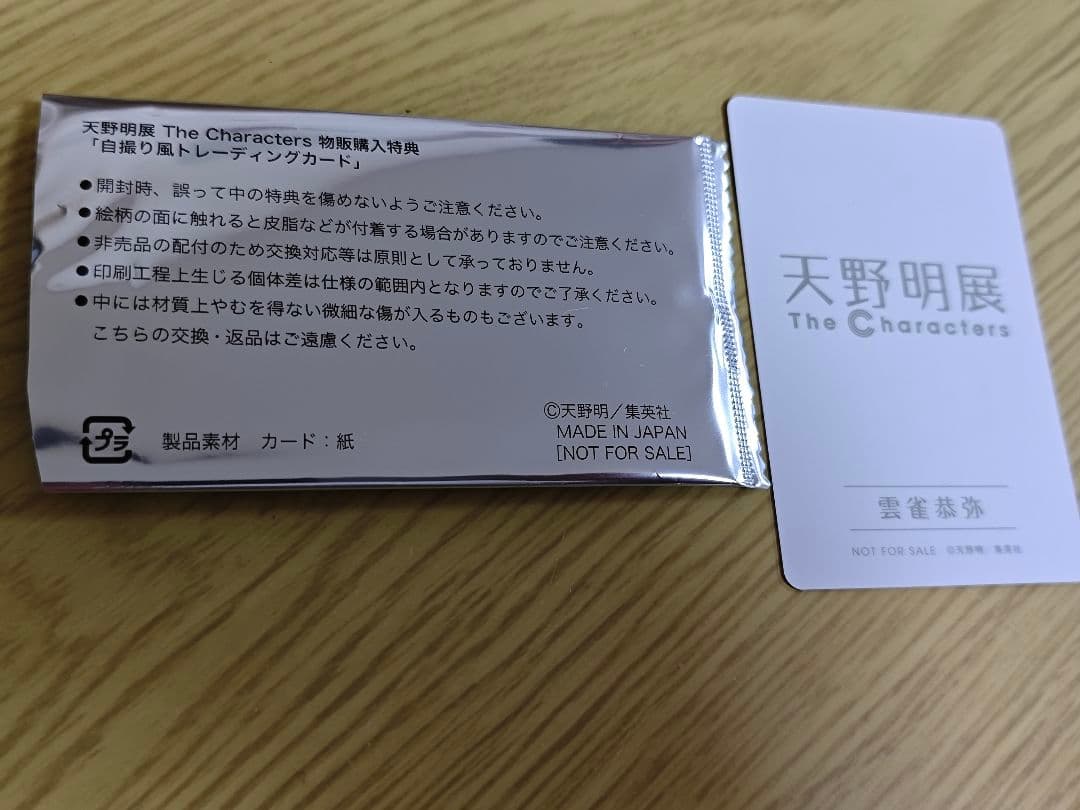 天野明展 The Characters 物販購入特典
「自撮り風トレーディングカード」
●開封時、誤って中の特典を傷めないようご注意ください。
●絵柄の面に触れると皮脂などが付着する場合がありますのでご注意ください。
●非売品の配付のため交換対応等は原則として承っておりません。
●印刷工程上生じる個体差は仕様の範囲内となりますのでご了承ください。
●中には材質上やむを得ない微細な傷が入るものもございます。
こちらの交換・返品はご遠慮ください。
プラ
製品素材 カード：紙
©天野明／集英社
MADE IN JAPAN
[NOT FOR SALE]
天野明展
The Characters
雲雀恭弥
NOT FOR SALE ©天野明／集英社